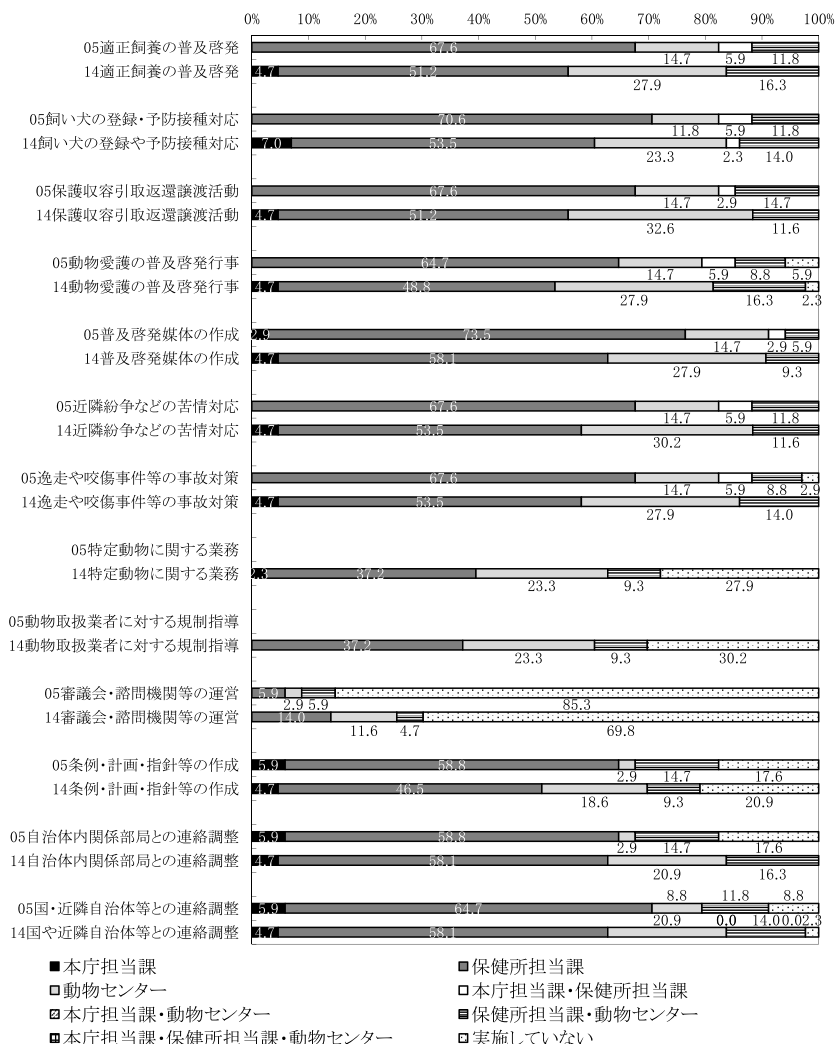 0% 10% 20% 30% 40% 50% 60% 70% 80% 90% 100%
05適正飼養の普及啓発 67.6 14.7 5.9 11.8
14適正飼養の普及啓発 4.7 51.2 27.9 16.3
05飼い犬の登録・予防接種対応 70.6 11.8 5.9 11.8
14飼い犬の登録や予防接種対応 7.0 53.5 23.3 2.3 14.0
05保護収容引取返還譲渡活動 67.6 14.7 2.9 14.7
14保護収容引取返還譲渡活動 4.7 51.2 32.6 11.6
05動物愛護の普及啓発行事 64.7 14.7 5.9 8.8 5.9
14動物愛護の普及啓発行事 4.7 48.8 27.9 16.3 2.3
05普及啓発媒体の作成 2.9 73.5 14.7 2.9 5.9
14普及啓発媒体の作成 4.7 58.1 27.9 9.3
05近隣紛争などの苦情対応 67.6 14.7 5.9 11.8
14近隣紛争などの苦情対応 4.7 53.5 30.2 11.6
05逸走や咬傷事件等の事故対策 67.6 14.7 5.9 8.8 2.9
14逸走や咬傷事件等の事故対策 4.7 53.5 27.9 14.0
05特定動物に関する業務
14特定動物に関する業務 2.3 37.2 23.3 9.3 27.9
05動物取扱業者に対する規制指導
14動物取扱業者に対する規制指導 37.2 23.3 9.3 30.2
05審議会・諮問機関等の運営 5.9 2.9 5.9 85.3
14審議会・諮問機関等の運営 14.0 11.6 4.7 69.8
05条例・計画・指針等の作成 5.9 58.8 2.9 14.7 17.6
14条例・計画・指針等の作成 4.7 46.5 18.6 9.3 20.9
05自治体内関係部局との連絡調整 5.9 58.8 2.9 14.7 17.6
14自治体内関係部局との連絡調整 4.7 58.1 20.9 16.3
05国・近隣自治体等との連絡調整 5.9 64.7 8.8 11.8 8.8
14国や近隣自治体等との連絡調整 4.7 58.1 20.9 0.0 14.0 0.0 2.3
本庁担当課 保健所担当課
動物センター 本庁担当課・保健所担当課
本庁担当課・動物センター 保健所担当課・動物センター
本庁担当課・保健所担当課・動物センター 実施していない